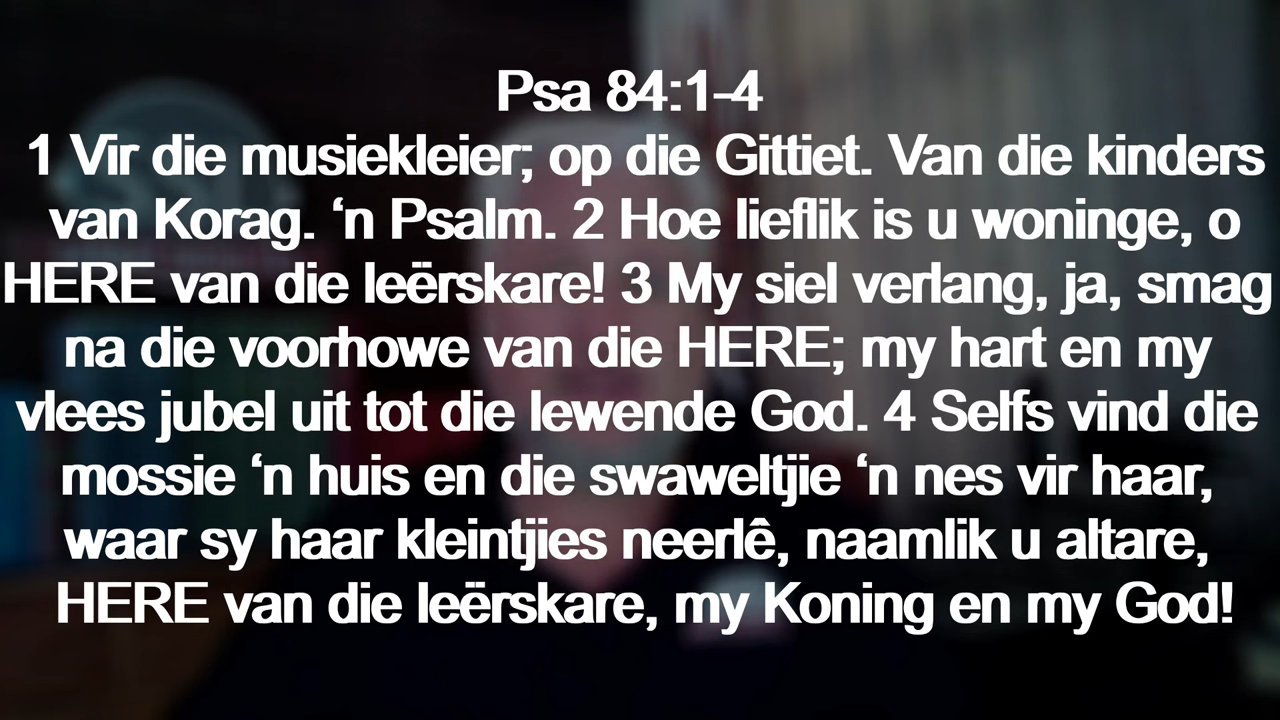 Psa 84:1-4
1 Vir die musiekleier; op die Gittiet. Van die kinders
van Korag. ‘n Psalm. 2 Hoe lieflik is u woninge, o
HERE van die leërskare! 3 My siel verlang, ja, smag
na die voorhowe van die HERE; my hart en my
vlees jubel uit tot die lewende God. 4 Selfs vind die
mossie ‘n huis en die swaweltjie ‘n nes vir haar,
waar sy haar kleintjies neerlê, naamlik u altare,
HERE van die leërskare, my Koning en my God!